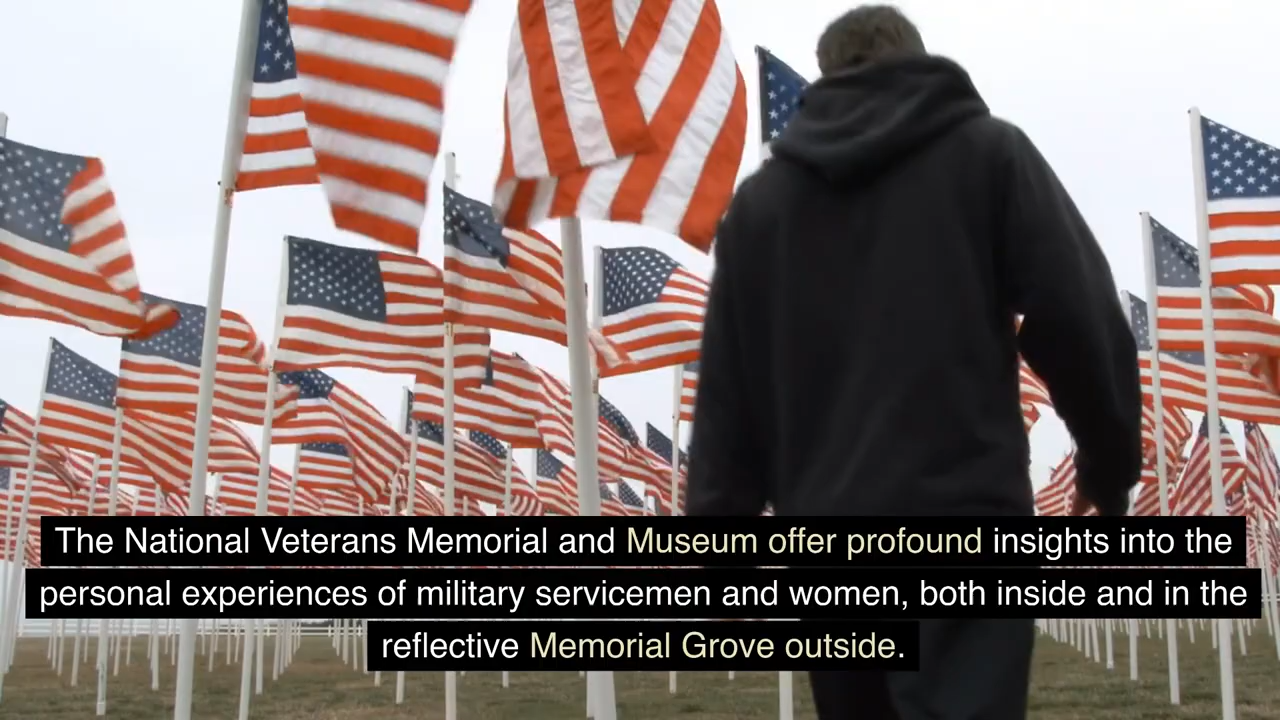 The National Veterans Memorial and Museum offer profound insights into the
personal experiences of military servicemen and women, both inside and in the
reflective Memorial Grove outside.